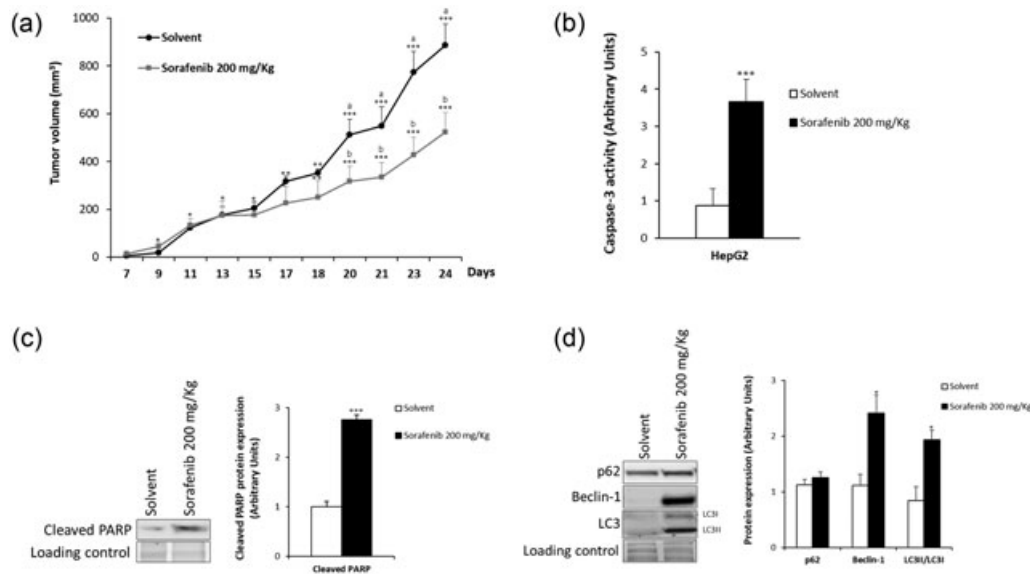 (a)
Tumor volume (mm³)
1000
800
600
400
200
0
Solvent
Sorafenib 200 mg/Kg
* * * * ** ** *** *** *** ***
a a a a
b b b b
*** *** *** ***
7 9 11 13 15 17 18 20 21 23 24 Days
(b)
Caspase-3 activity (Arbitrary Units)
5
4
3
2
1
0
***
Solvent
Sorafenib 200 mg/Kg
HepG2
(c)
Solvent
Sorafenib 200 mg/Kg
Cleaved PARP
Loading control
Cleaved PARP protein expression
(Arbitrary Units)
3
2
1
0
***
Solvent
Sorafenib 200 mg/Kg
Cleaved PARP
(d)
Solvent
Sorafenib 200 mg/Kg
p62
Beclin-1
LC3
LC3I
LC3II
Loading control
Protein expression (Arbitrary Units)
3
2
1
0
*
*
Solvent
Sorafenib 200 mg/Kg
p62 Beclin-1 LC3II/LC3I